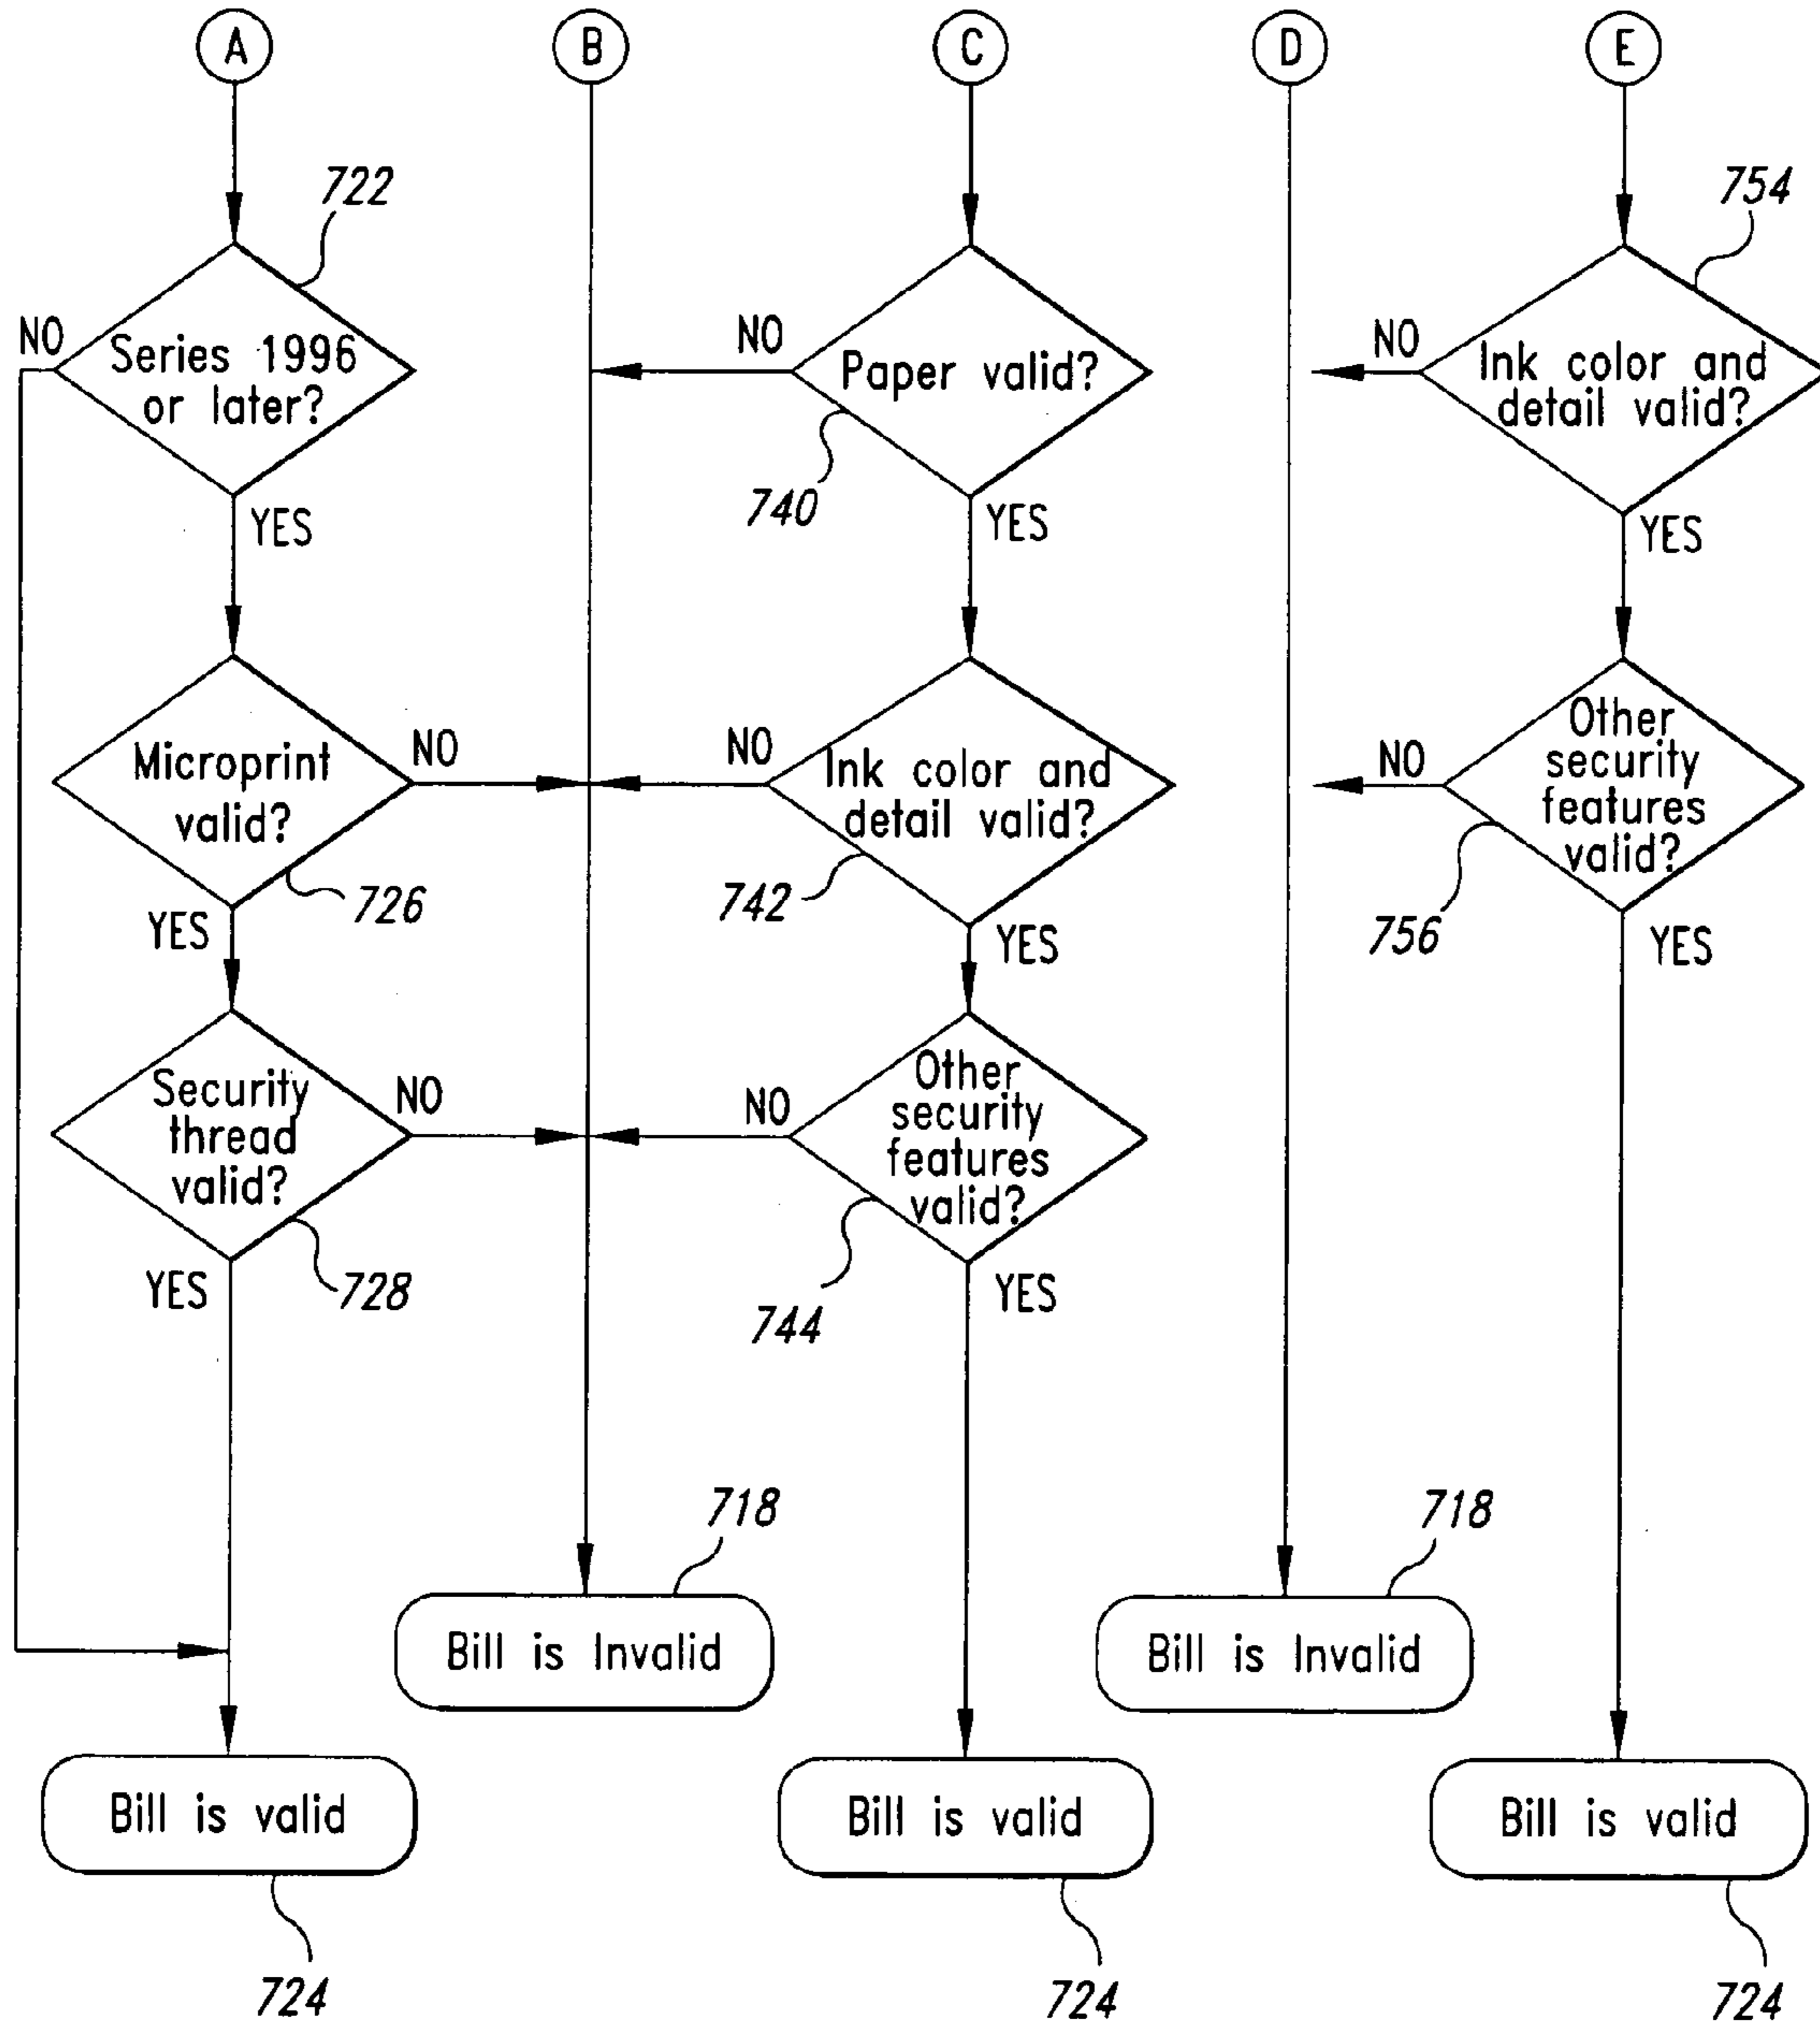 A
B
C
D
E
722
754
NO
Series 1996
or later?
YES
NO
Paper valid?
740
YES
NO
Ink color and
detail valid?
YES
Microprint
valid?
NO
726
YES
NO
Ink color and
detail valid?
742
YES
NO
Other
security
features
valid?
756
YES
Security
thread
valid?
NO
728
YES
NO
Other
security
features
valid?
744
YES
718
Bill is Invalid
718
Bill is Invalid
Bill is valid
724
Bill is valid
724
Bill is valid
724